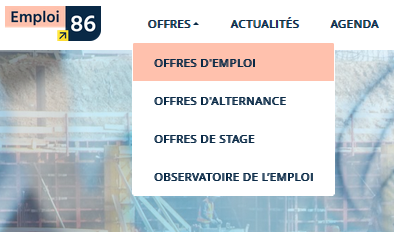 Emploi
86
OFFRES ACTUALITÉS AGENDA
OFFRES D'EMPLOI
OFFRES D'ALTERNANCE
OFFRES DE STAGE
OBSERVATOIRE DE L'EMPLOI